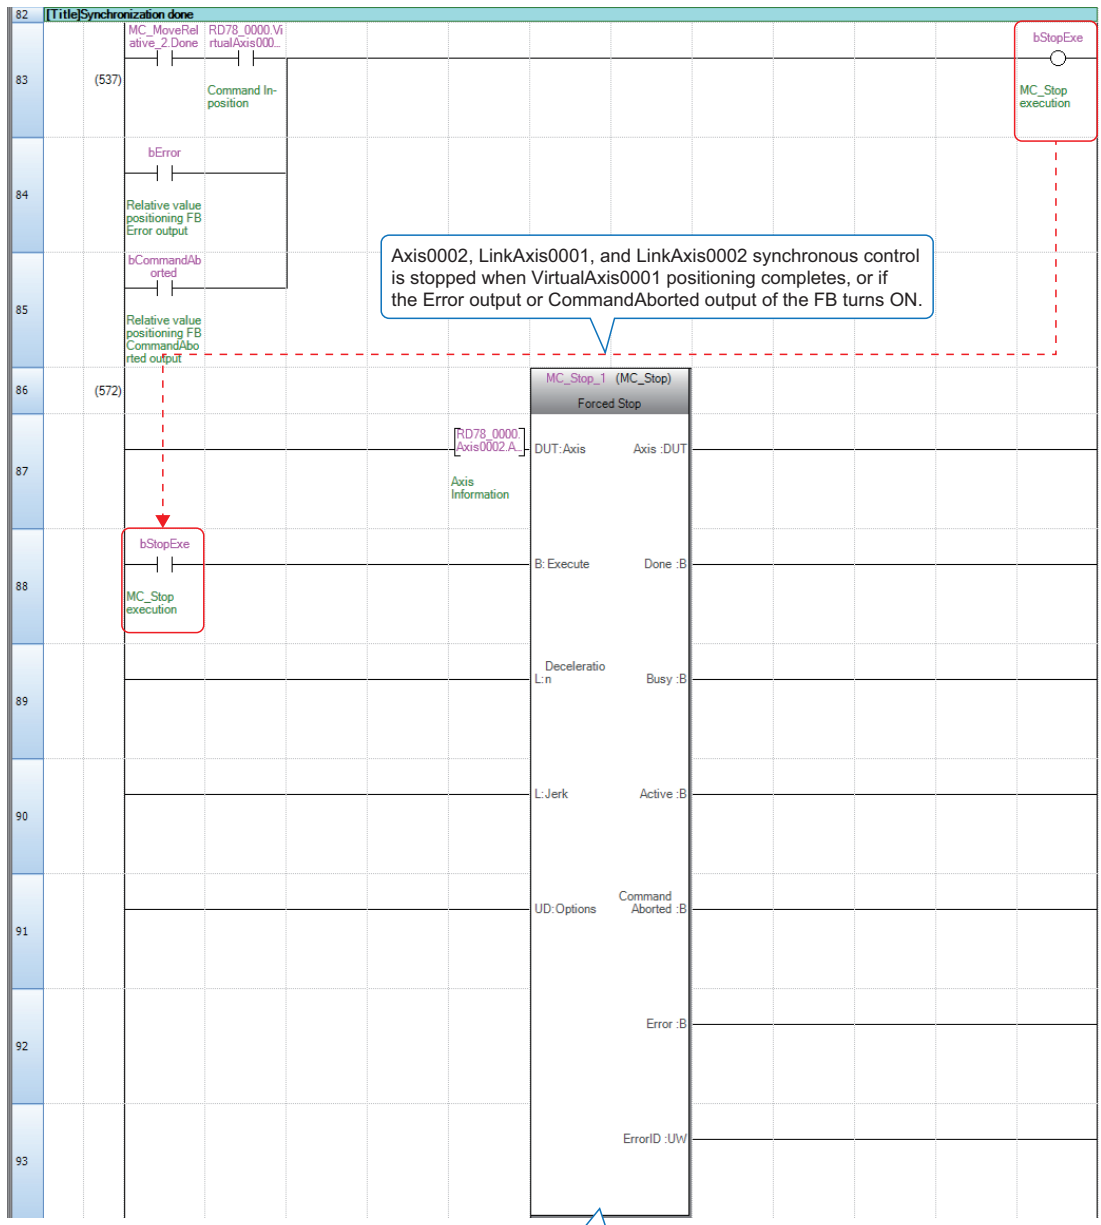 82 [Title]Synchronization done
MC_MoveRel
ative_2.Done
RD78_0000.Vi
rtualAxis000...
bStopExe
83 (537)
Command In-
position
MC_Stop
execution
bError
84
Relative value
positioning FB
Error output
bCommandAb
orted
Axis0002, LinkAxis0001, and LinkAxis0002 synchronous control
is stopped when VirtualAxis0001 positioning completes, or if
the Error output or CommandAborted output of the FB turns ON.
85
Relative value
positioning FB
CommandAbo
rted output
86 (572)
MC_Stop_1 (MC_Stop)
Forced Stop
RD78_0000.
Axis0002.A...
DUT:Axis Axis :DUT
87
Axis
Information
bStopExe
B: Execute Done :B
88
MC_Stop
execution
Deceleratio
L:n Busy :B
89
L:Jerk Active :B
90
Command
UD:Options Aborted :B
91
Error :B
92
ErrorID :UW
93